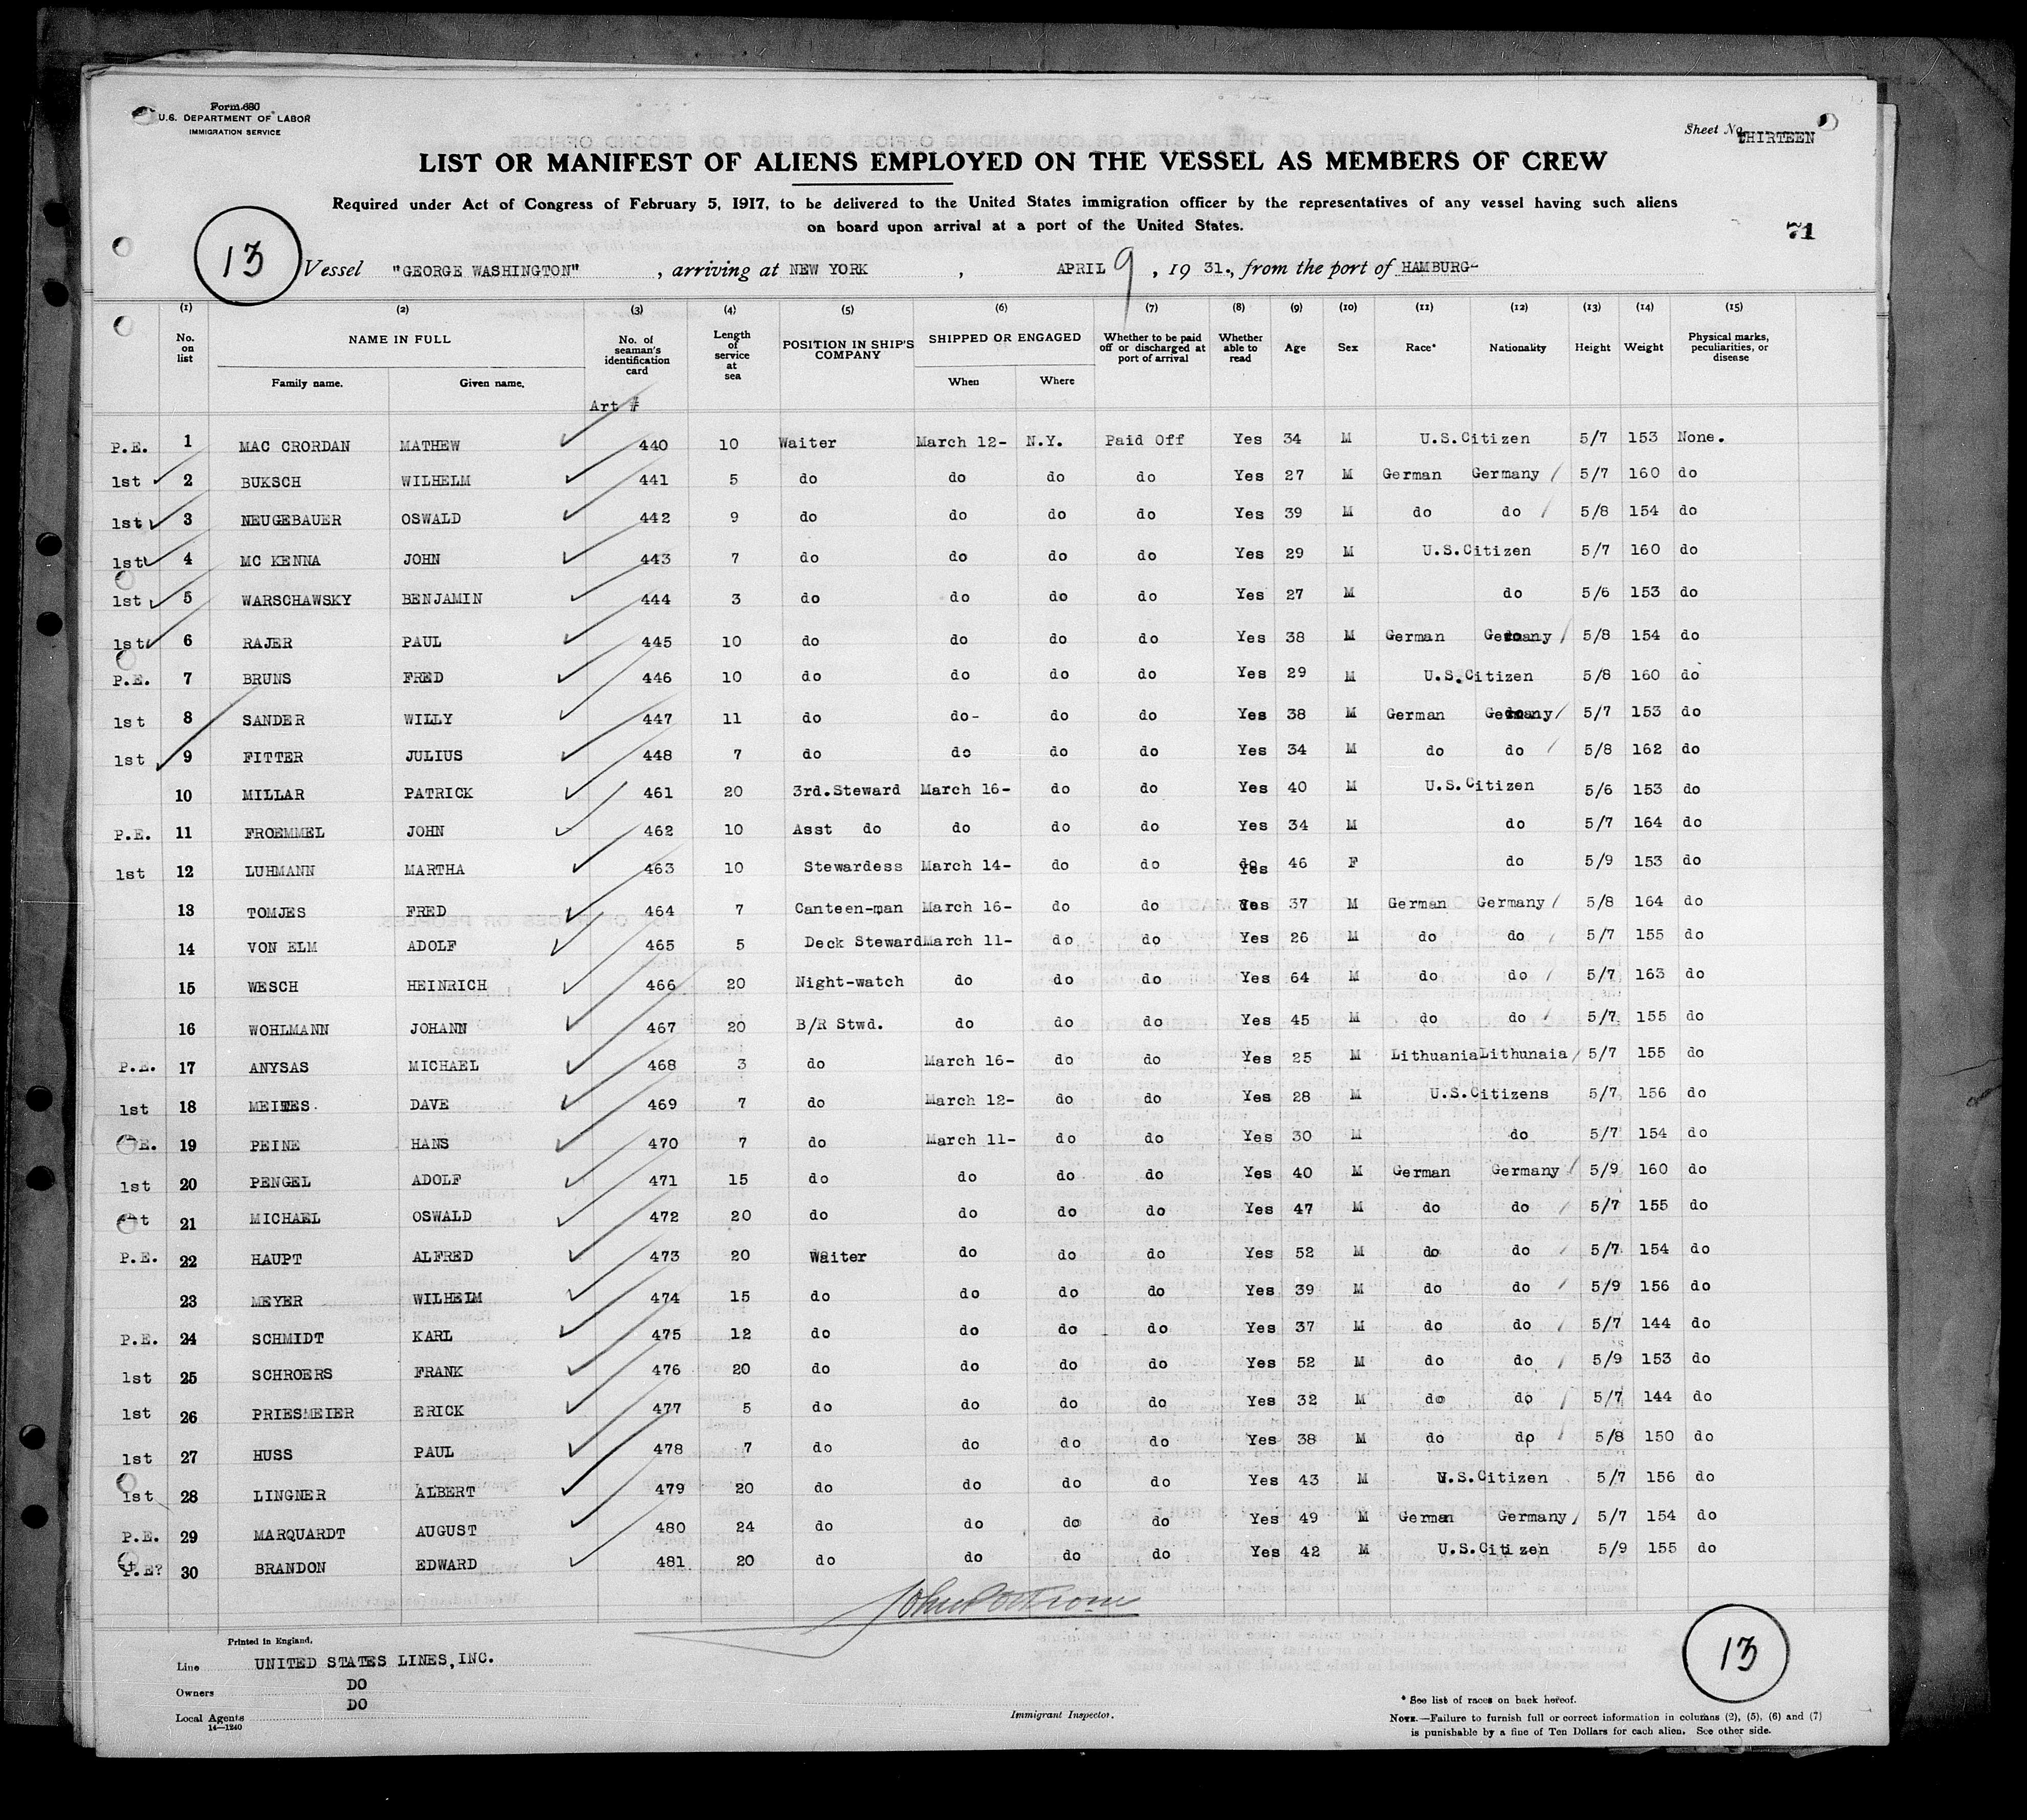 Form 680
U.S. DEPARTMENT OF LABOR
IMMIGRATION SERVICE
Sheet No. THIRTEEN
LIST OR MANIFEST OF ALIENS EMPLOYED ON THE VESSEL AS MEMBERS OF CREW
Required under Act of Congress of February 5, 1917, to be delivered to the United States immigration officer by the representatives of any vessel having such aliens
on board upon arrival at a port of the United States.
71
13
Vessel "GEORGE WASHINGTON", arriving at NEW YORK, APRIL 9, 19 31., from the port of HAMBURG-
(1) (2) (3) (4) (5) (6) (7) (8) (9) (10) (11) (12) (13) (14) (15)
No. on list NAME IN FULL Family name. Given name. No. of seaman's identification card Length of service at sea POSITION IN SHIP'S COMPANY SHIPPED OR ENGAGED When Where Whether to be paid off or discharged at port of arrival Whether able to read Age Sex Race* Nationality Height Weight Physical marks, peculiarities, or disease
Art #
P.E. 1 MAC CRORDAN MATHEW 440 10 Waiter March 12- N.Y. Paid Off Yes 34 M U.S.Citizen 5/7 153 None.
1st 2 BUKSCH WILHELM 441 5 do do do do Yes 27 M German Germany 5/7 160 do
1st 3 NEUGEBAUER OSWALD 442 9 do do do do Yes 39 M do do 5/8 154 do
1st 4 MC KENNA JOHN 443 7 do do do do Yes 29 M U.S.Citizen 5/7 160 do
1st 5 WARSCHAWSKY BENJAMIN 444 3 do do do do Yes 27 M do 5/6 153 do
1st 6 RAJER PAUL 445 10 do do do do Yes 38 M German Germany 5/8 154 do
P.E. 7 BRUNS FRED 446 10 do do do do Yes 29 M U.S.Citizen 5/8 160 do
1st 8 SANDER WILLY 447 11 do do- do do Yes 38 M German Germany 5/7 153 do
1st 9 FITTER JULIUS 448 7 do do do do Yes 34 M do do 5/8 162 do
10 MILLAR PATRICK 461 20 3rd.Steward March 16- do do Yes 40 M U.S.Citizen 5/6 153 do
P.E. 11 FROEMMEL JOHN 462 10 Asst do do do do Yes 34 M do 5/7 164 do
1st 12 LUHMANN MARTHA 463 10 Stewardess March 14- do do Yes 46 F do 5/9 153 do
13 TOMJES FRED 464 7 Canteen-man March 16- do do Yes 37 M German Germany 5/8 164 do
14 VON ELM ADOLF 465 5 Deck Steward March 11- do do Yes 26 M do do 5/7 155 do
15 WESCH HEINRICH 466 20 Night-watch do do do Yes 64 M do do 5/7 163 do
16 WOHLMANN JOHANN 467 20 B/R Stwd. do do do Yes 45 M do do 5/7 155 do
P.E. 17 ANYSAS MICHAEL 468 3 do March 16- do do Yes 25 M Lithuania Lithunaia 5/7 155 do
1st 18 MEITES. DAVE 469 7 do March 12- do do Yes 28 M U.S.Citizens 5/7 156 do
E. 19 PEINE HANS 470 7 do March 11- do do Yes 30 M do 5/7 154 do
1st 20 PENGEL ADOLF 471 15 do do do do Yes 40 M German Germany 5/9 160 do
t 21 MICHAEL OSWALD 472 20 do do do do Yes 47 M do do 5/7 155 do
P.E. 22 HAUPT ALFRED 473 20 Waiter do do do Yes 52 M do do 5/7 154 do
23 MEYER WILHELM 474 15 do do do do Yes 39 M do do 5/9 156 do
P.E. 24 SCHMIDT KARL 475 12 do do do do Yes 37 M do do 5/7 144 do
1st 25 SCHROERS FRANK 476 20 do do do do Yes 52 M do do 5/9 153 do
1st 26 PRIESMEIER ERICK 477 5 do do do do Yes 32 M do do 5/7 144 do
1st 27 HUSS PAUL 478 7 do do do do Yes 38 M do do 5/8 150 do
1st 28 LINGNER ALBERT 479 20 do do do do Yes 43 M U.S.Citizen 5/7 156 do
P.E. 29 MARQUARDT AUGUST 480 24 do do do do Yes 49 M German Germany 5/7 154 do
P.E? 30 BRANDON EDWARD 481 20 do do do do Yes 42 M U.S.Citizen 5/9 155 do
Printed in England.
Line UNITED STATES LINES, INC.
Owners DO
Local Agents DO
14—1240
Immigrant Inspector.
13
* See list of races on back hereof.
NOTE.—Failure to furnish full or correct information in columns (2), (5), (6) and (7)
is punishable by a fine of Ten Dollars for each alien. See other side.